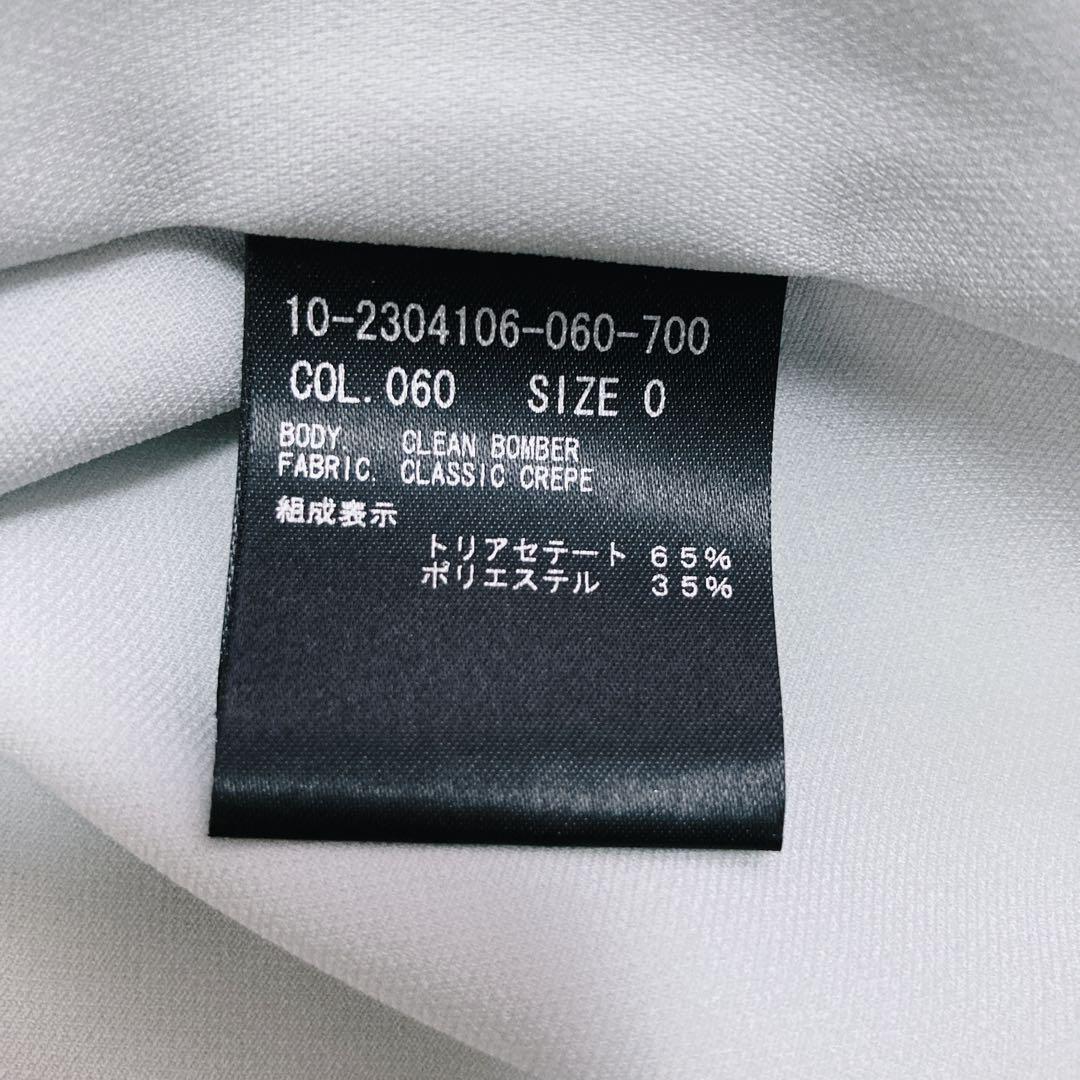 10-2304106-060-700
COL. 060 SIZE 0
BODY. CLEAN BOMBER
FABRIC. CLASSIC CREPE
組成表示
トリアセテート 65%
ポリエステル 35%